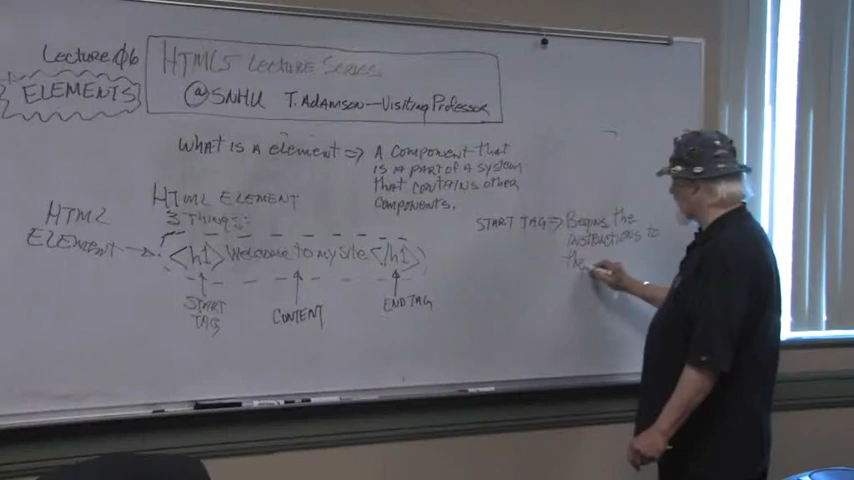 Lecture 06
ELEMENTS
HTML5 LECTURE SERIES
@SNHU T. ADAMSON—VISITING PROFESSOR
WHAT IS A element => A COMPONENT that
IS A PART OF A SYSTEM
that CONTAINS OTHER
COMPONENTS.
HTML ELEMENT
3 THINGS:
HTML
ELEMENT
<h1> Welcome to my site </h1>
START
TAG
CONTENT
END TAG
START TAG => Begins the
instructions to
the